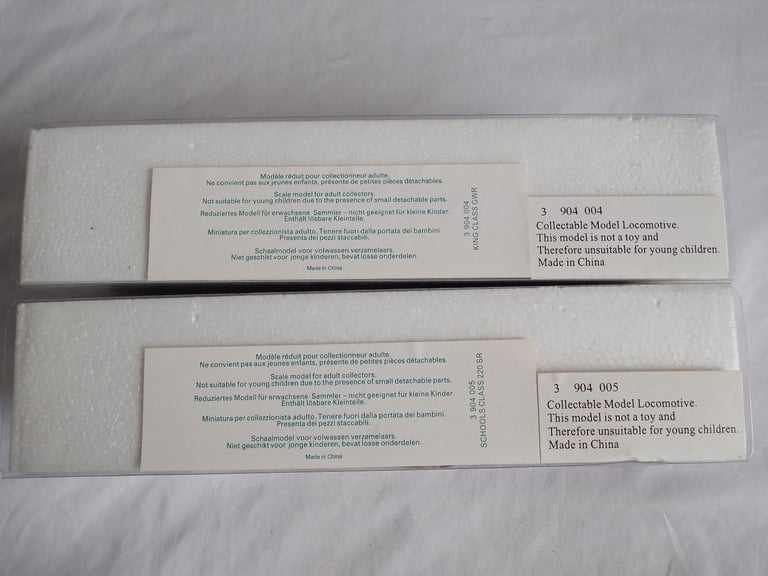 Modèle réduit pour collectionneur adulte.
Ne convient pas aux jeunes enfants, présente de petites pièces détachables.
Scale model for adult collectors.
Not suitable for young children due to the presence of small detachable parts.
Reduziertes Modell für erwachsene Sammler – nicht geeignet für kleine Kinder.
Enthält lösbare Kleinteile.
Miniatura per collezzionista adulto. Tenere fuori dalla portata dei bambini.
Presenta dei pezzi staccabili.
Schaalmodel voor volwassen verzamelaars.
Niet geschikt voor jonge kinderen, bevat losse onderdelen.
Made in China
3 904 004
KING CLASS GWR
3 904 004
Collectable Model Locomotive.
This model is not a toy and
Therefore unsuitable for young children.
Made in China
Modèle réduit pour collectionneur adulte.
Ne convient pas aux jeunes enfants, présente de petites pièces détachables.
Scale model for adult collectors.
Not suitable for young children due to the presence of small detachable parts.
Reduziertes Modell für erwachsene Sammler – nicht geeignet für kleine Kinder.
Enthält lösbare Kleinteile.
Miniatura per collezzionista adulto. Tenere fuori dalla portata dei bambini.
Presenta dei pezzi staccabili.
Schaalmodel voor volwassen verzamelaars.
Niet geschikt voor jonge kinderen, bevat losse onderdelen.
Made in China
3 904 005
SCHOOLS CLASS 220 SR
3 904 005
Collectable Model Locomotive.
This model is not a toy and
Therefore unsuitable for young children.
Made in China